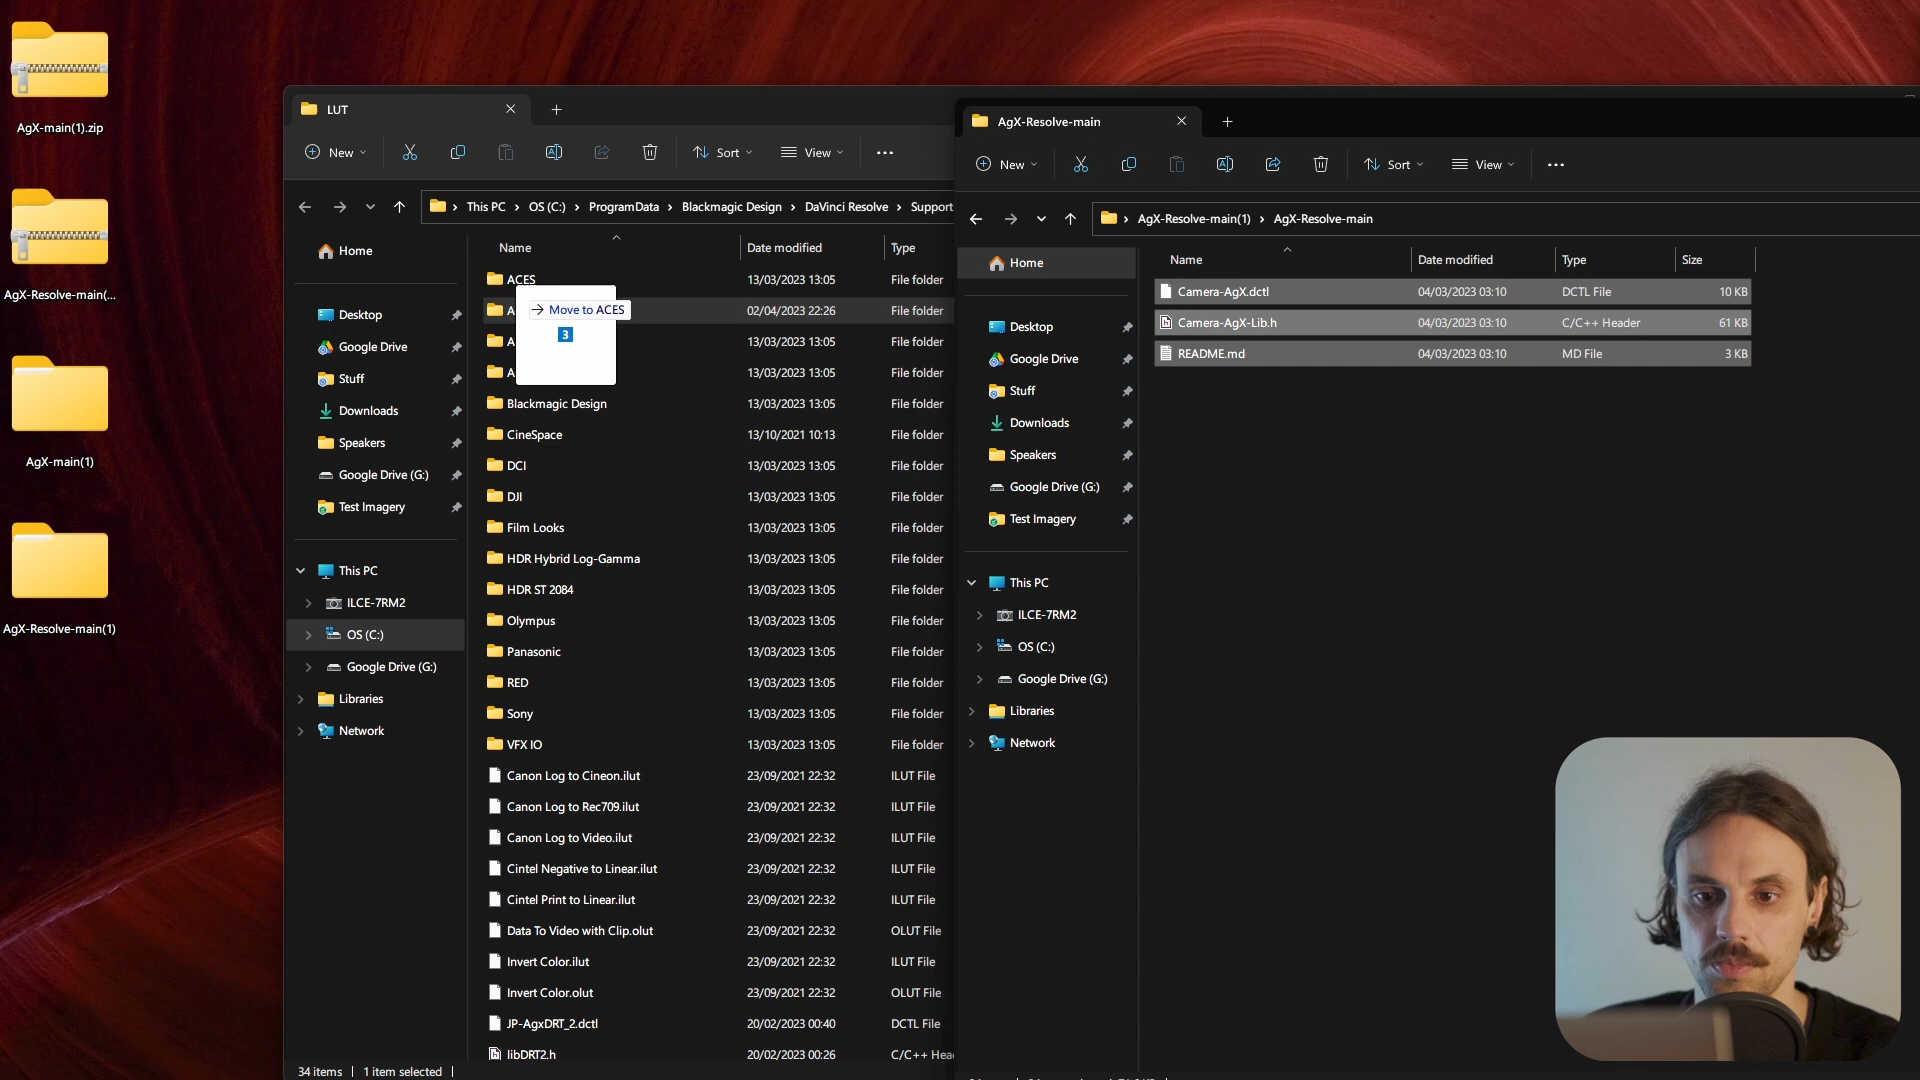 AgX-main(1).zip
AgX-Resolve-main(...
AgX-main(1)
AgX-Resolve-main(1)
LUT
New
Sort
View
This PC > OS (C:) > ProgramData > Blackmagic Design > DaVinci Resolve > Support
Home
Desktop
Google Drive
Stuff
Downloads
Speakers
Google Drive (G:)
Test Imagery
This PC
ILCE-7RM2
OS (C:)
Google Drive (G:)
Libraries
Network
Name Date modified Type
ACES 13/03/2023 13:05 File folder
A 02/04/2023 22:26 File folder
A 13/03/2023 13:05 File folder
A 13/03/2023 13:05 File folder
Move to ACES
3
Blackmagic Design 13/03/2023 13:05 File folder
CineSpace 13/10/2021 10:13 File folder
DCI 13/03/2023 13:05 File folder
DJI 13/03/2023 13:05 File folder
Film Looks 13/03/2023 13:05 File folder
HDR Hybrid Log-Gamma 13/03/2023 13:05 File folder
HDR ST 2084 13/03/2023 13:05 File folder
Olympus 13/03/2023 13:05 File folder
Panasonic 13/03/2023 13:05 File folder
RED 13/03/2023 13:05 File folder
Sony 13/03/2023 13:05 File folder
VFX IO 13/03/2023 13:05 File folder
Canon Log to Cineon.ilut 23/09/2021 22:32 ILUT File
Canon Log to Rec709.ilut 23/09/2021 22:32 ILUT File
Canon Log to Video.ilut 23/09/2021 22:32 ILUT File
Cintel Negative to Linear.ilut 23/09/2021 22:32 ILUT File
Cintel Print to Linear.ilut 23/09/2021 22:32 ILUT File
Data To Video with Clip.olut 23/09/2021 22:32 OLUT File
Invert Color.ilut 23/09/2021 22:32 ILUT File
Invert Color.olut 23/09/2021 22:32 OLUT File
JP-AgxDRT_2.dctl 20/02/2023 00:40 DCTL File
libDRT2.h 20/02/2023 00:26 C/C++ Hea
34 items | 1 item selected |
AgX-Resolve-main
New
Sort
View
AgX-Resolve-main(1) > AgX-Resolve-main
Home
Desktop
Google Drive
Stuff
Downloads
Speakers
Google Drive (G:)
Test Imagery
This PC
ILCE-7RM2
OS (C:)
Google Drive (G:)
Libraries
Network
Name Date modified Type Size
Camera-AgX.dctl 04/03/2023 03:10 DCTL File 10 KB
Camera-AgX-Lib.h 04/03/2023 03:10 C/C++ Header 61 KB
README.md 04/03/2023 03:10 MD File 3 KB